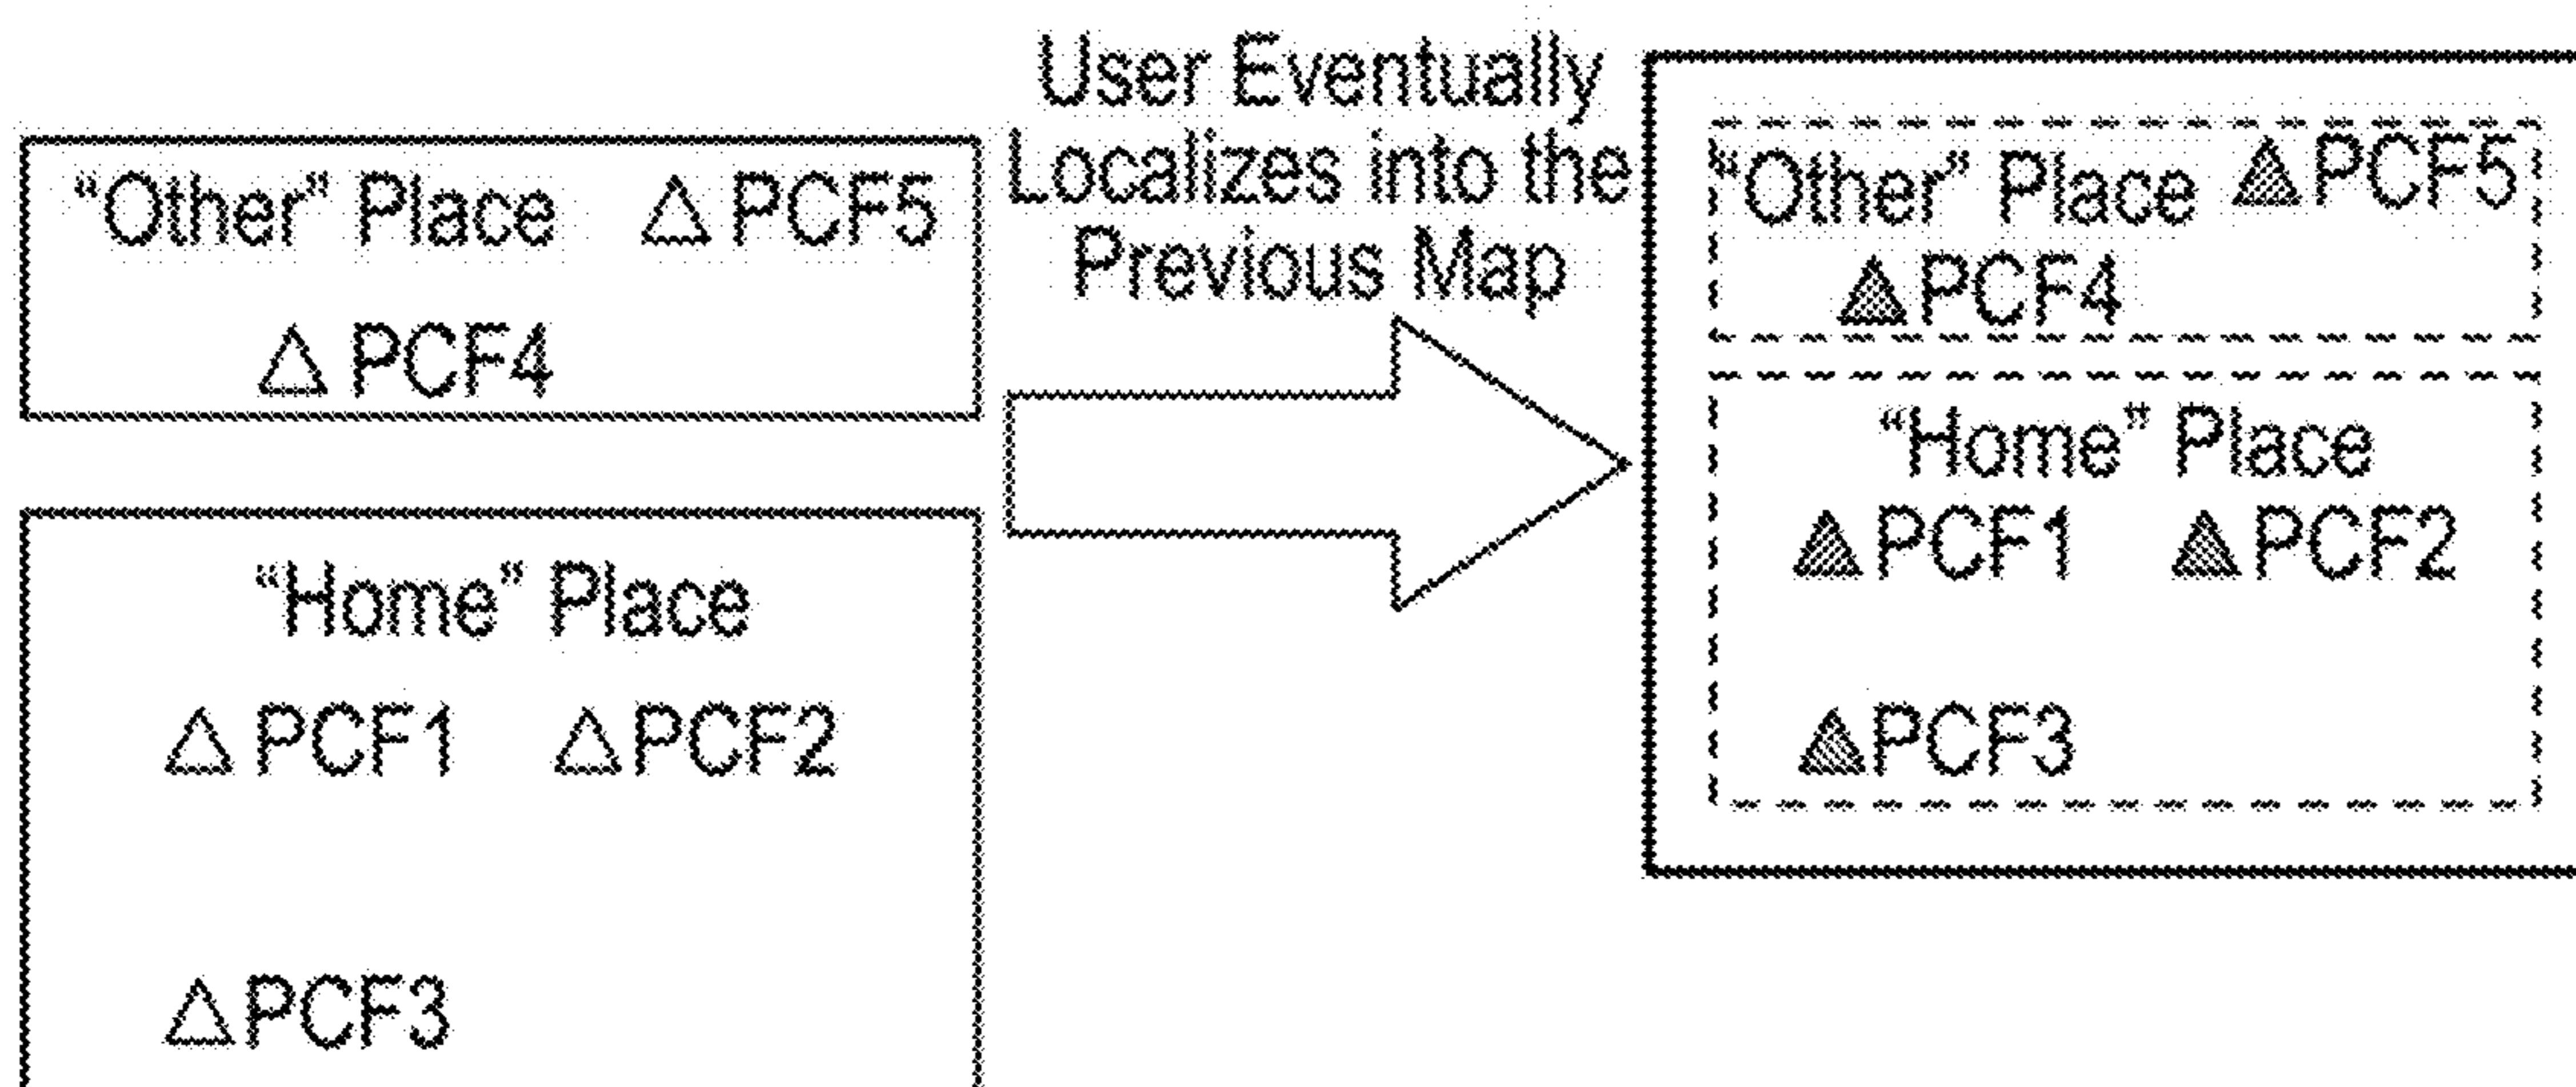 “Other” Place PCF5
PCF4
“Home” Place
PCF1 PCF2
PCF3
User Eventually
Localizes into the
Previous Map
“Other” Place PCF5
PCF4
“Home” Place
PCF1 PCF2
PCF3